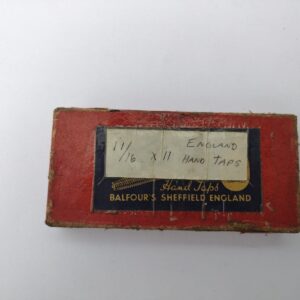 11/16 x 11 ENGLAND
HAND TAPS
Hand Taps
BALFOUR'S SHEFFIELD ENGLAND